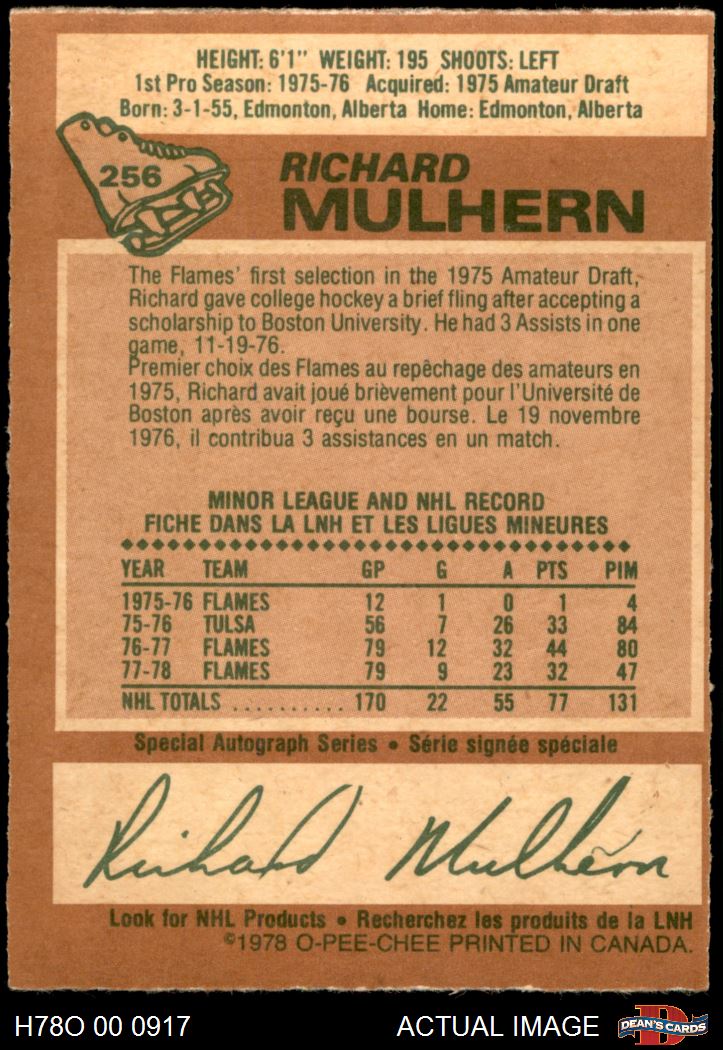 HEIGHT: 6'1" WEIGHT: 195 SHOOTS: LEFT
1st Pro Season: 1975-76 Acquired: 1975 Amateur Draft
Born: 3-1-55, Edmonton, Alberta Home: Edmonton, Alberta
256
RICHARD
MULHERN
The Flames' first selection in the 1975 Amateur Draft,
Richard gave college hockey a brief fling after accepting a
scholarship to Boston University. He had 3 Assists in one
game, 11-19-76.
Premier choix des Flames au repêchage des amateurs en
1975, Richard avait joué brièvement pour l'Université de
Boston après avoir reçu une bourse. Le 19 novembre
1976, il contribua 3 assistances en un match.
MINOR LEAGUE AND NHL RECORD
FICHE DANS LA LNH ET LES LIGUES MINEURES
YEAR TEAM GP G A PTS PIM
1975-76 FLAMES 12 1 0 1 4
75-76 TULSA 56 7 26 33 84
76-77 FLAMES 79 12 32 44 80
77-78 FLAMES 79 9 23 32 47
NHL TOTALS .......... 170 22 55 77 131
Special Autograph Series • Série signée spéciale
Richard Mulhern
Look for NHL Products • Recherchez les produits de la LNH
©1978 O-PEE-CHEE PRINTED IN CANADA.
H78O 00 0917 ACTUAL IMAGE DEAN'S CARDS